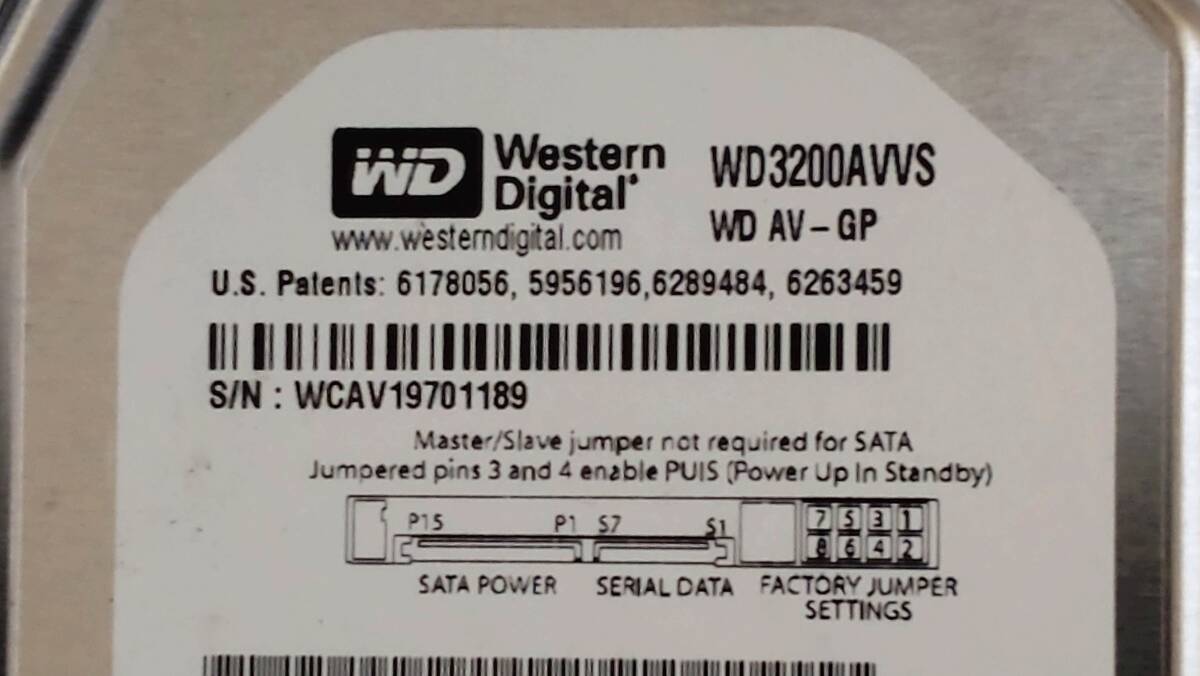 WD Western Digital WD3200AVVS
www.westerndigital.com WD AV-GP
U.S. Patents: 6178056, 5956196,6289484, 6263459
S/N : WCAV19701189
Master/Slave jumper not required for SATA
Jumpered pins 3 and 4 enable PUIS (Power Up In Standby)
P15 P1 S7 S1 7 5 3 1
8 6 4 2
SATA POWER SERIAL DATA FACTORY JUMPER
SETTINGS